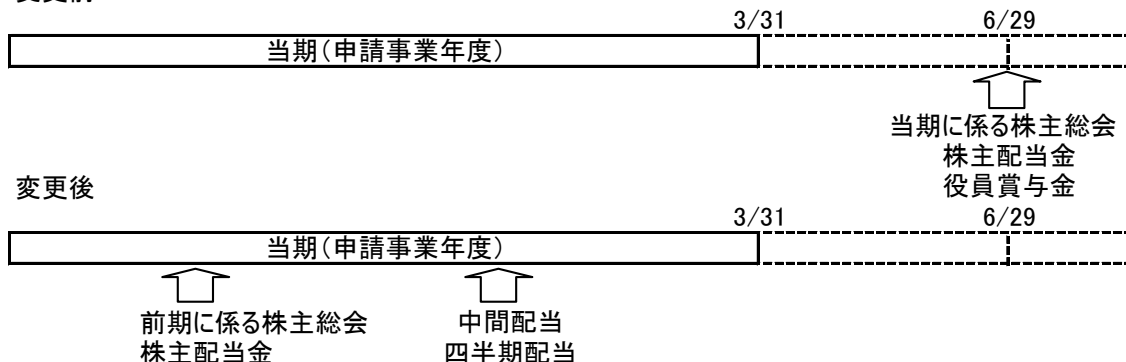 3/31 6/29
当期（申請事業年度）
当期に係る株主総会
株主配当金
役員賞与金
変更後
3/31 6/29
当期（申請事業年度）
前期に係る株主総会 中間配当
株主配当金 四半期配当